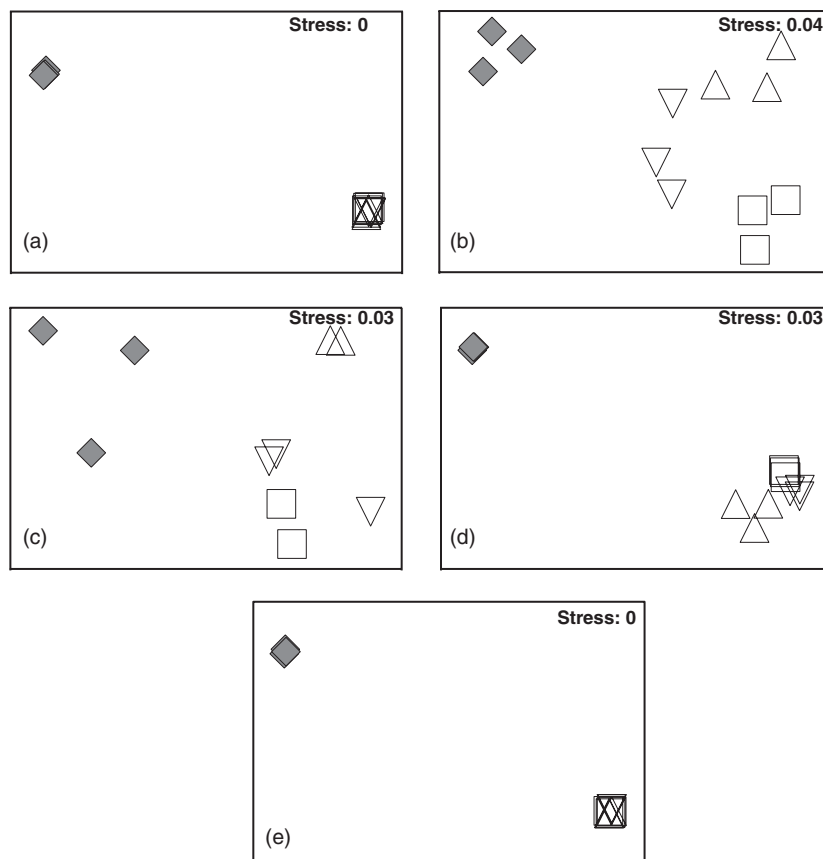 Stress: 0
(a)
Stress: 0.04
(b)
Stress: 0.03
(c)
Stress: 0.03
(d)
Stress: 0
(e)